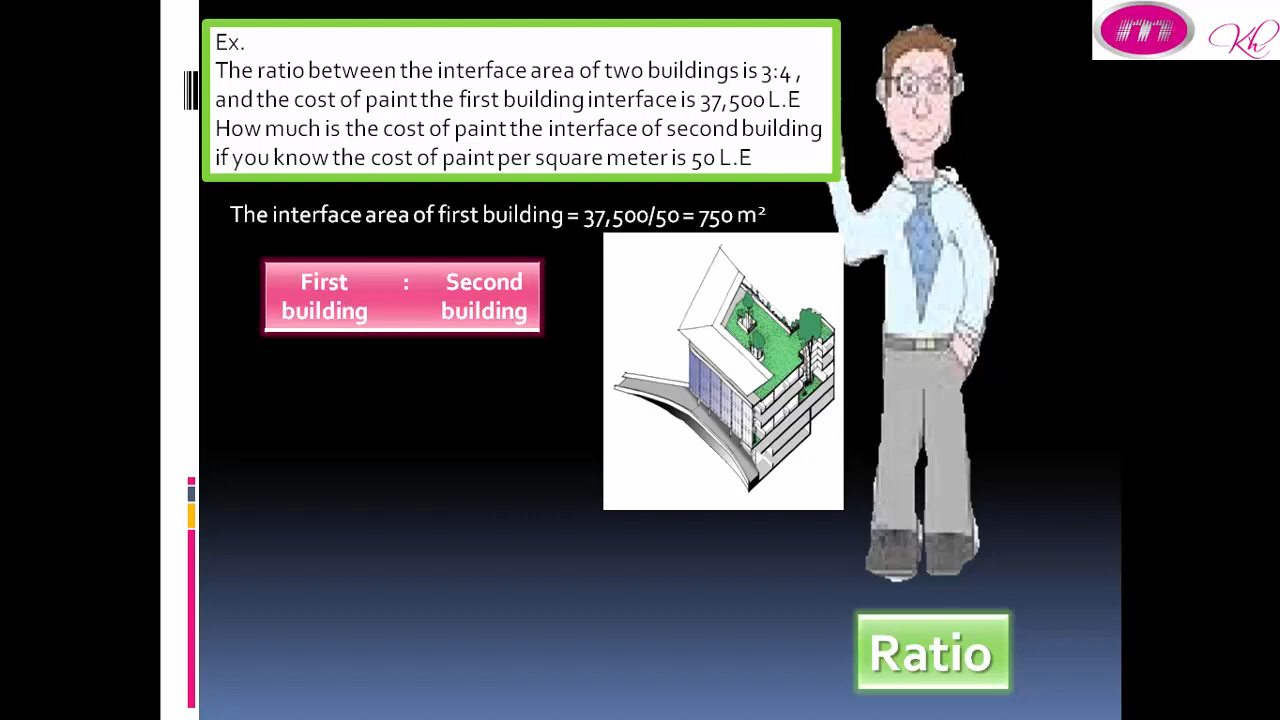 Ex.
The ratio between the interface area of two buildings is 3:4 ,
and the cost of paint the first building interface is 37,500 L.E
How much is the cost of paint the interface of second building
if you know the cost of paint per square meter is 50 L.E
The interface area of first building = 37,500/50 = 750 m²
First : Second
building building
Ratio
m
Kh